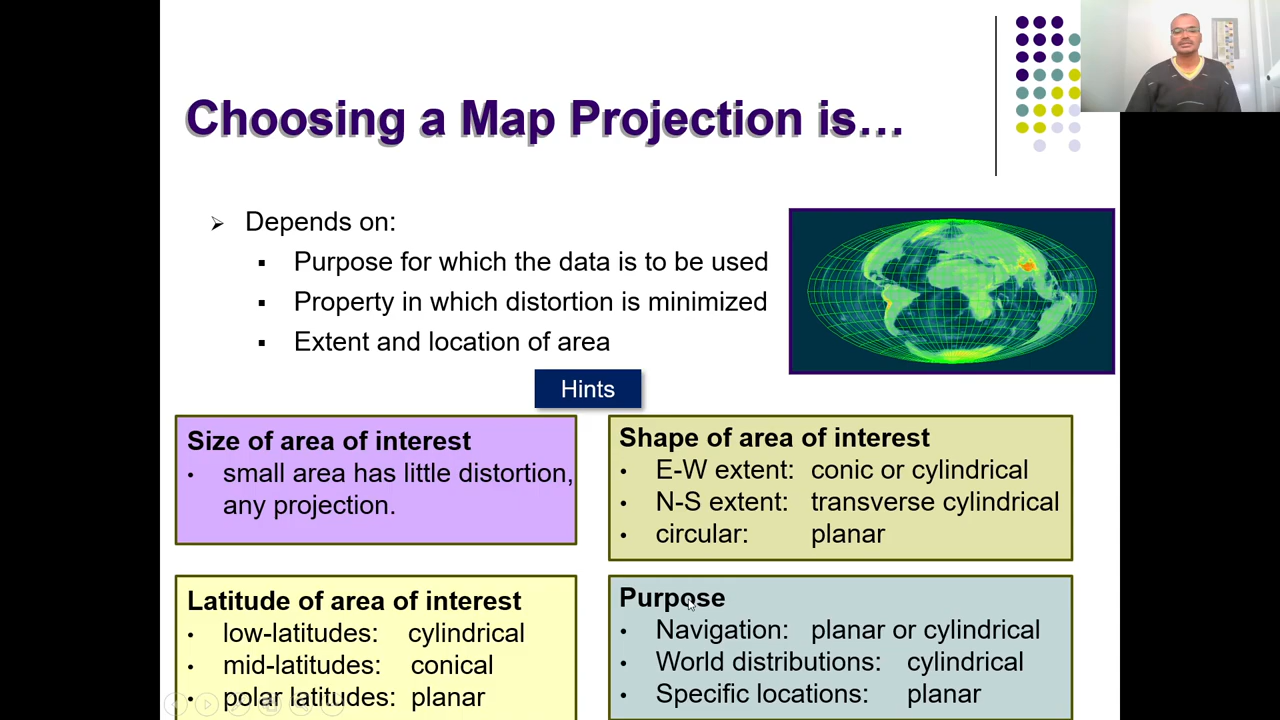 Choosing a Map Projection is…
Depends on:
Purpose for which the data is to be used
Property in which distortion is minimized
Extent and location of area
Hints
Size of area of interest
small area has little distortion,
any projection.
Shape of area of interest
E-W extent: conic or cylindrical
N-S extent: transverse cylindrical
circular: planar
Latitude of area of interest
low-latitudes: cylindrical
mid-latitudes: conical
polar latitudes: planar
Purpose
Navigation: planar or cylindrical
World distributions: cylindrical
Specific locations: planar